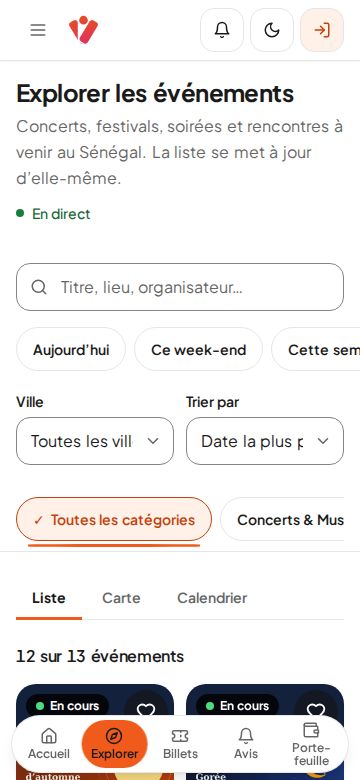 Explorer les événements
Concerts, festivals, soirées et rencontres à
venir au Sénégal. La liste se met à jour
d’elle-même.
En direct
Titre, lieu, organisateur…
Aujourd’hui
Ce week-end
Cette sem
Ville
Trier par
Toutes les vill
Date la plus p
✓ Toutes les catégories
Concerts & Mus
Liste
Carte
Calendrier
12 sur 13 événements
En cours
En cours
d’automne
Gorée
Accueil
Explorer
Billets
Avis
Porte-
feuille